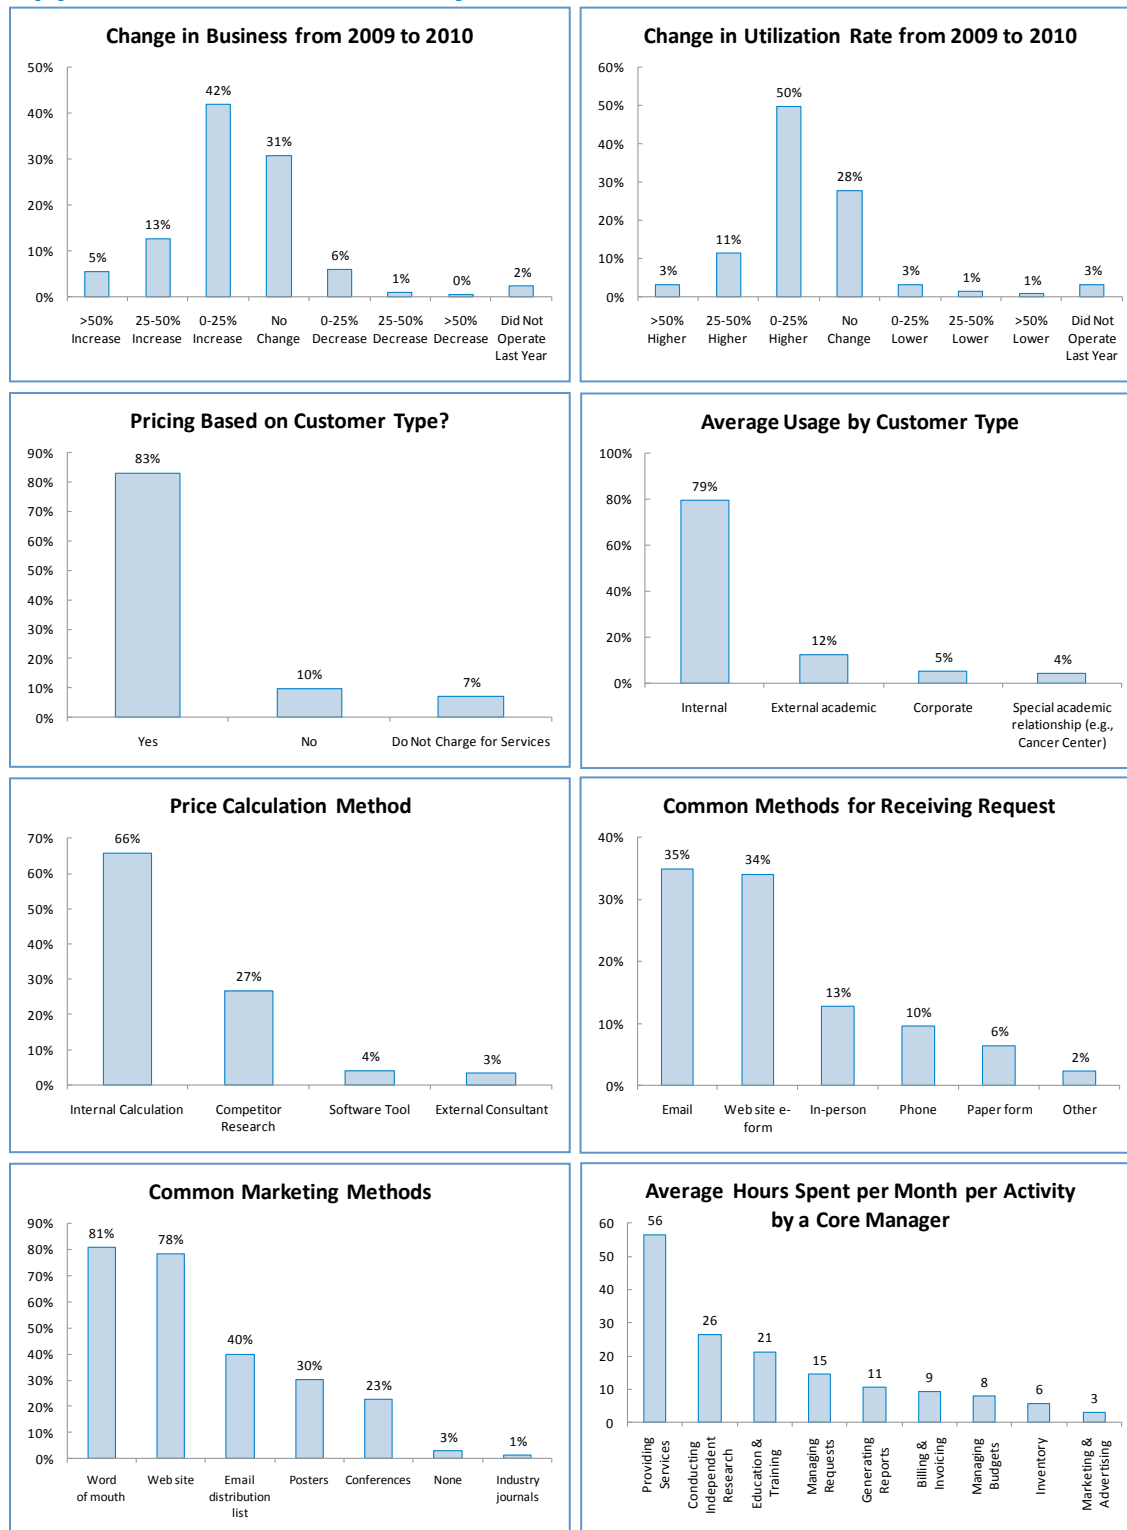 Change in Business from 2009 to 2010
50%
40%
30%
20%
10%
0%
5%
13%
42%
31%
6%
1%
0%
2%
>50% Increase
25-50% Increase
0-25% Increase
No Change
0-25% Decrease
25-50% Decrease
>50% Decrease
Did Not Operate Last Year
Change in Utilization Rate from 2009 to 2010
60%
50%
40%
30%
20%
10%
0%
3%
11%
50%
28%
3%
1%
1%
3%
>50% Higher
25-50% Higher
0-25% Higher
No Change
0-25% Lower
25-50% Lower
>50% Lower
Did Not Operate Last Year
Pricing Based on Customer Type?
90%
80%
70%
60%
50%
40%
30%
20%
10%
0%
83%
10%
7%
Yes
No
Do Not Charge for Services
Average Usage by Customer Type
100%
80%
60%
40%
20%
0%
79%
12%
5%
4%
Internal
External academic
Corporate
Special academic relationship (e.g., Cancer Center)
Price Calculation Method
70%
60%
50%
40%
30%
20%
10%
0%
66%
27%
4%
3%
Internal Calculation
Competitor Research
Software Tool
External Consultant
Common Methods for Receiving Request
40%
30%
20%
10%
0%
35%
34%
13%
10%
6%
2%
Email
Web site e-form
In-person
Phone
Paper form
Other
Common Marketing Methods
90%
80%
70%
60%
50%
40%
30%
20%
10%
0%
81%
78%
40%
30%
23%
3%
1%
Word of mouth
Web site
Email distribution list
Posters
Conferences
None
Industry journals
Average Hours Spent per Month per Activity
by a Core Manager
60
50
40
30
20
10
0
56
26
21
15
11
9
8
6
3
Providing Services
Conducting Independent Research
Education & Training
Managing Requests
Generating Reports
Billing & Invoicing
Managing Budgets
Inventory
Marketing & Advertising